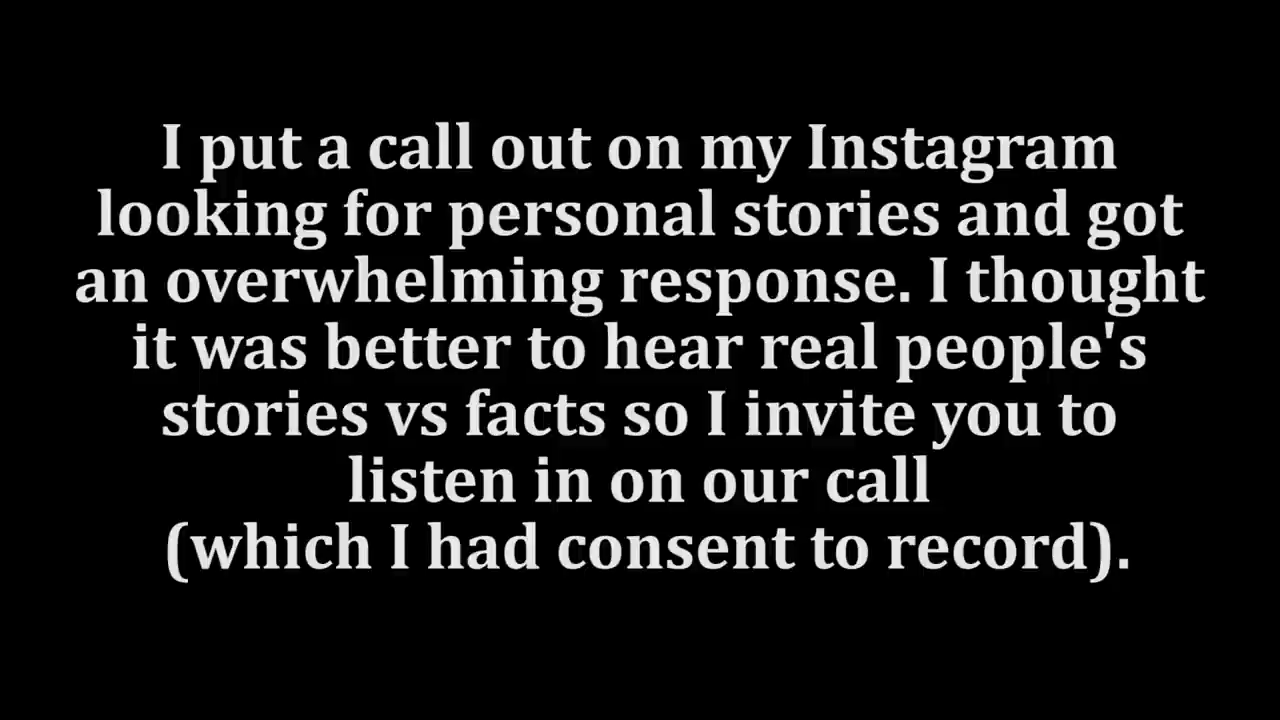 I put a call out on my Instagram
looking for personal stories and got
an overwhelming response. I thought
it was better to hear real people's
stories vs facts so I invite you to
listen in on our call
(which I had consent to record).